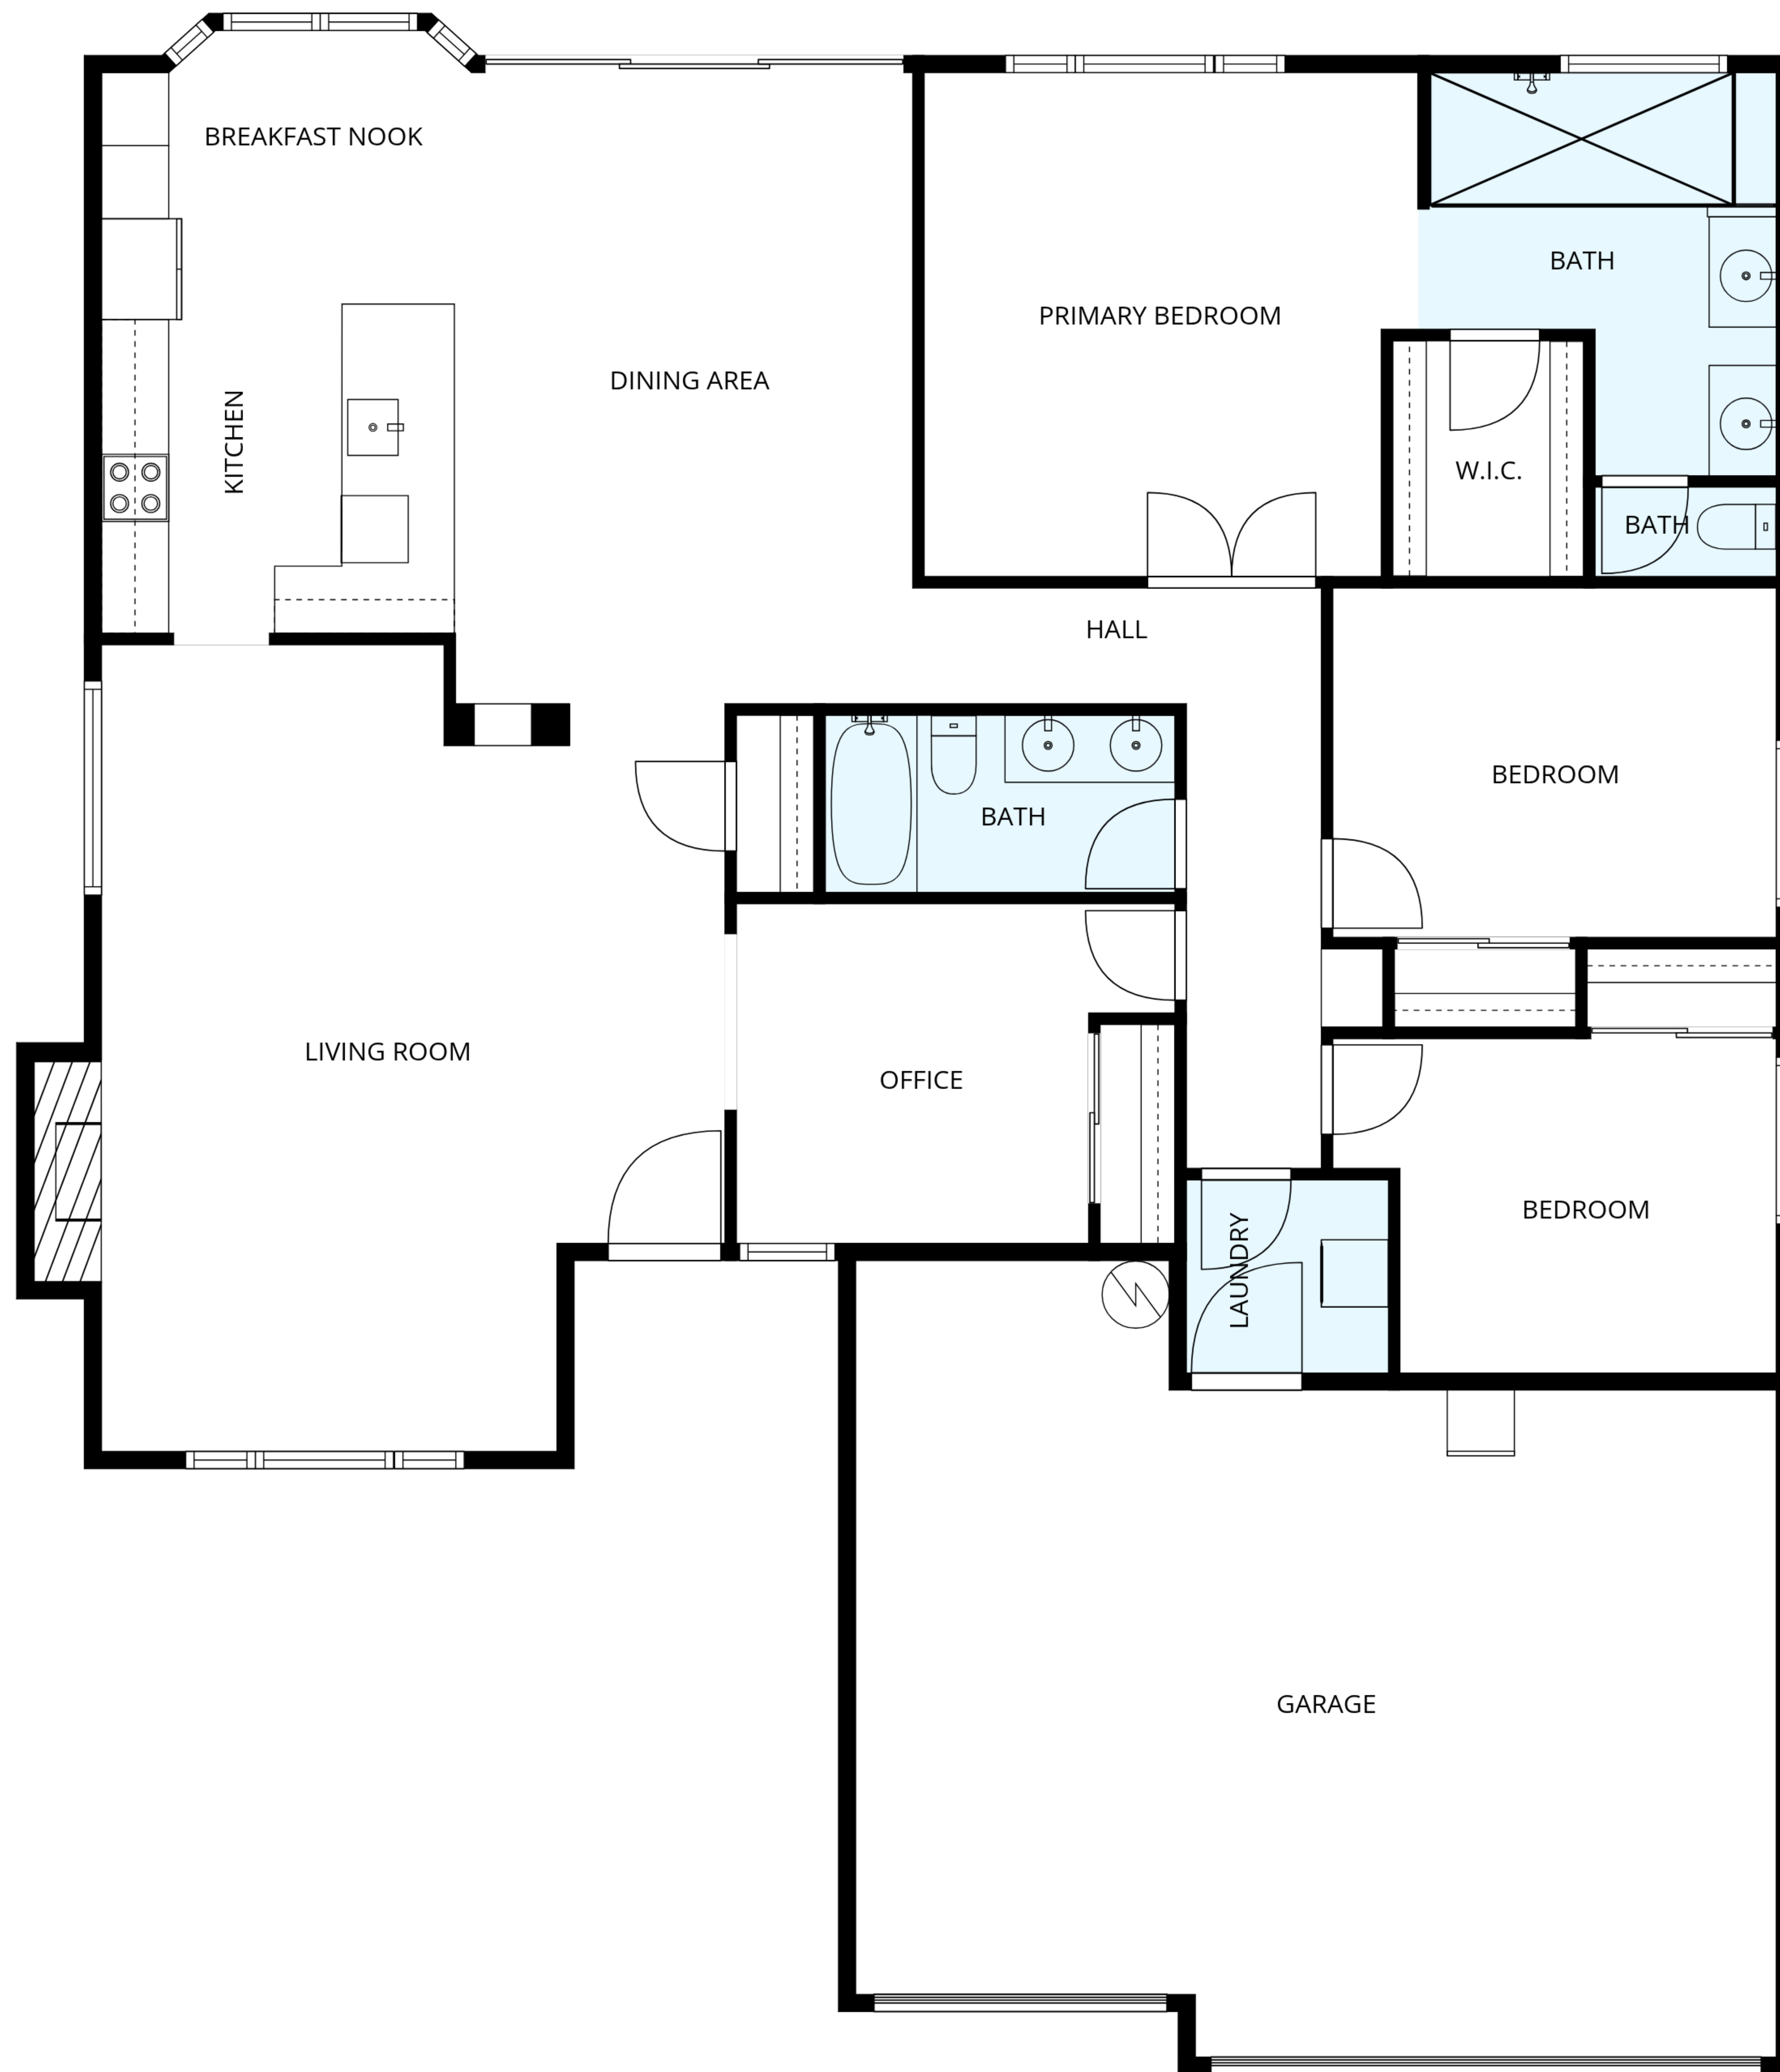 BREAKFAST NOOK
BATH
PRIMARY BEDROOM
DINING AREA
KITCHEN
W.I.C.
BATH
HALL
BEDROOM
BATH
LIVING ROOM
OFFICE
BEDROOM
LAUNDRY
GARAGE